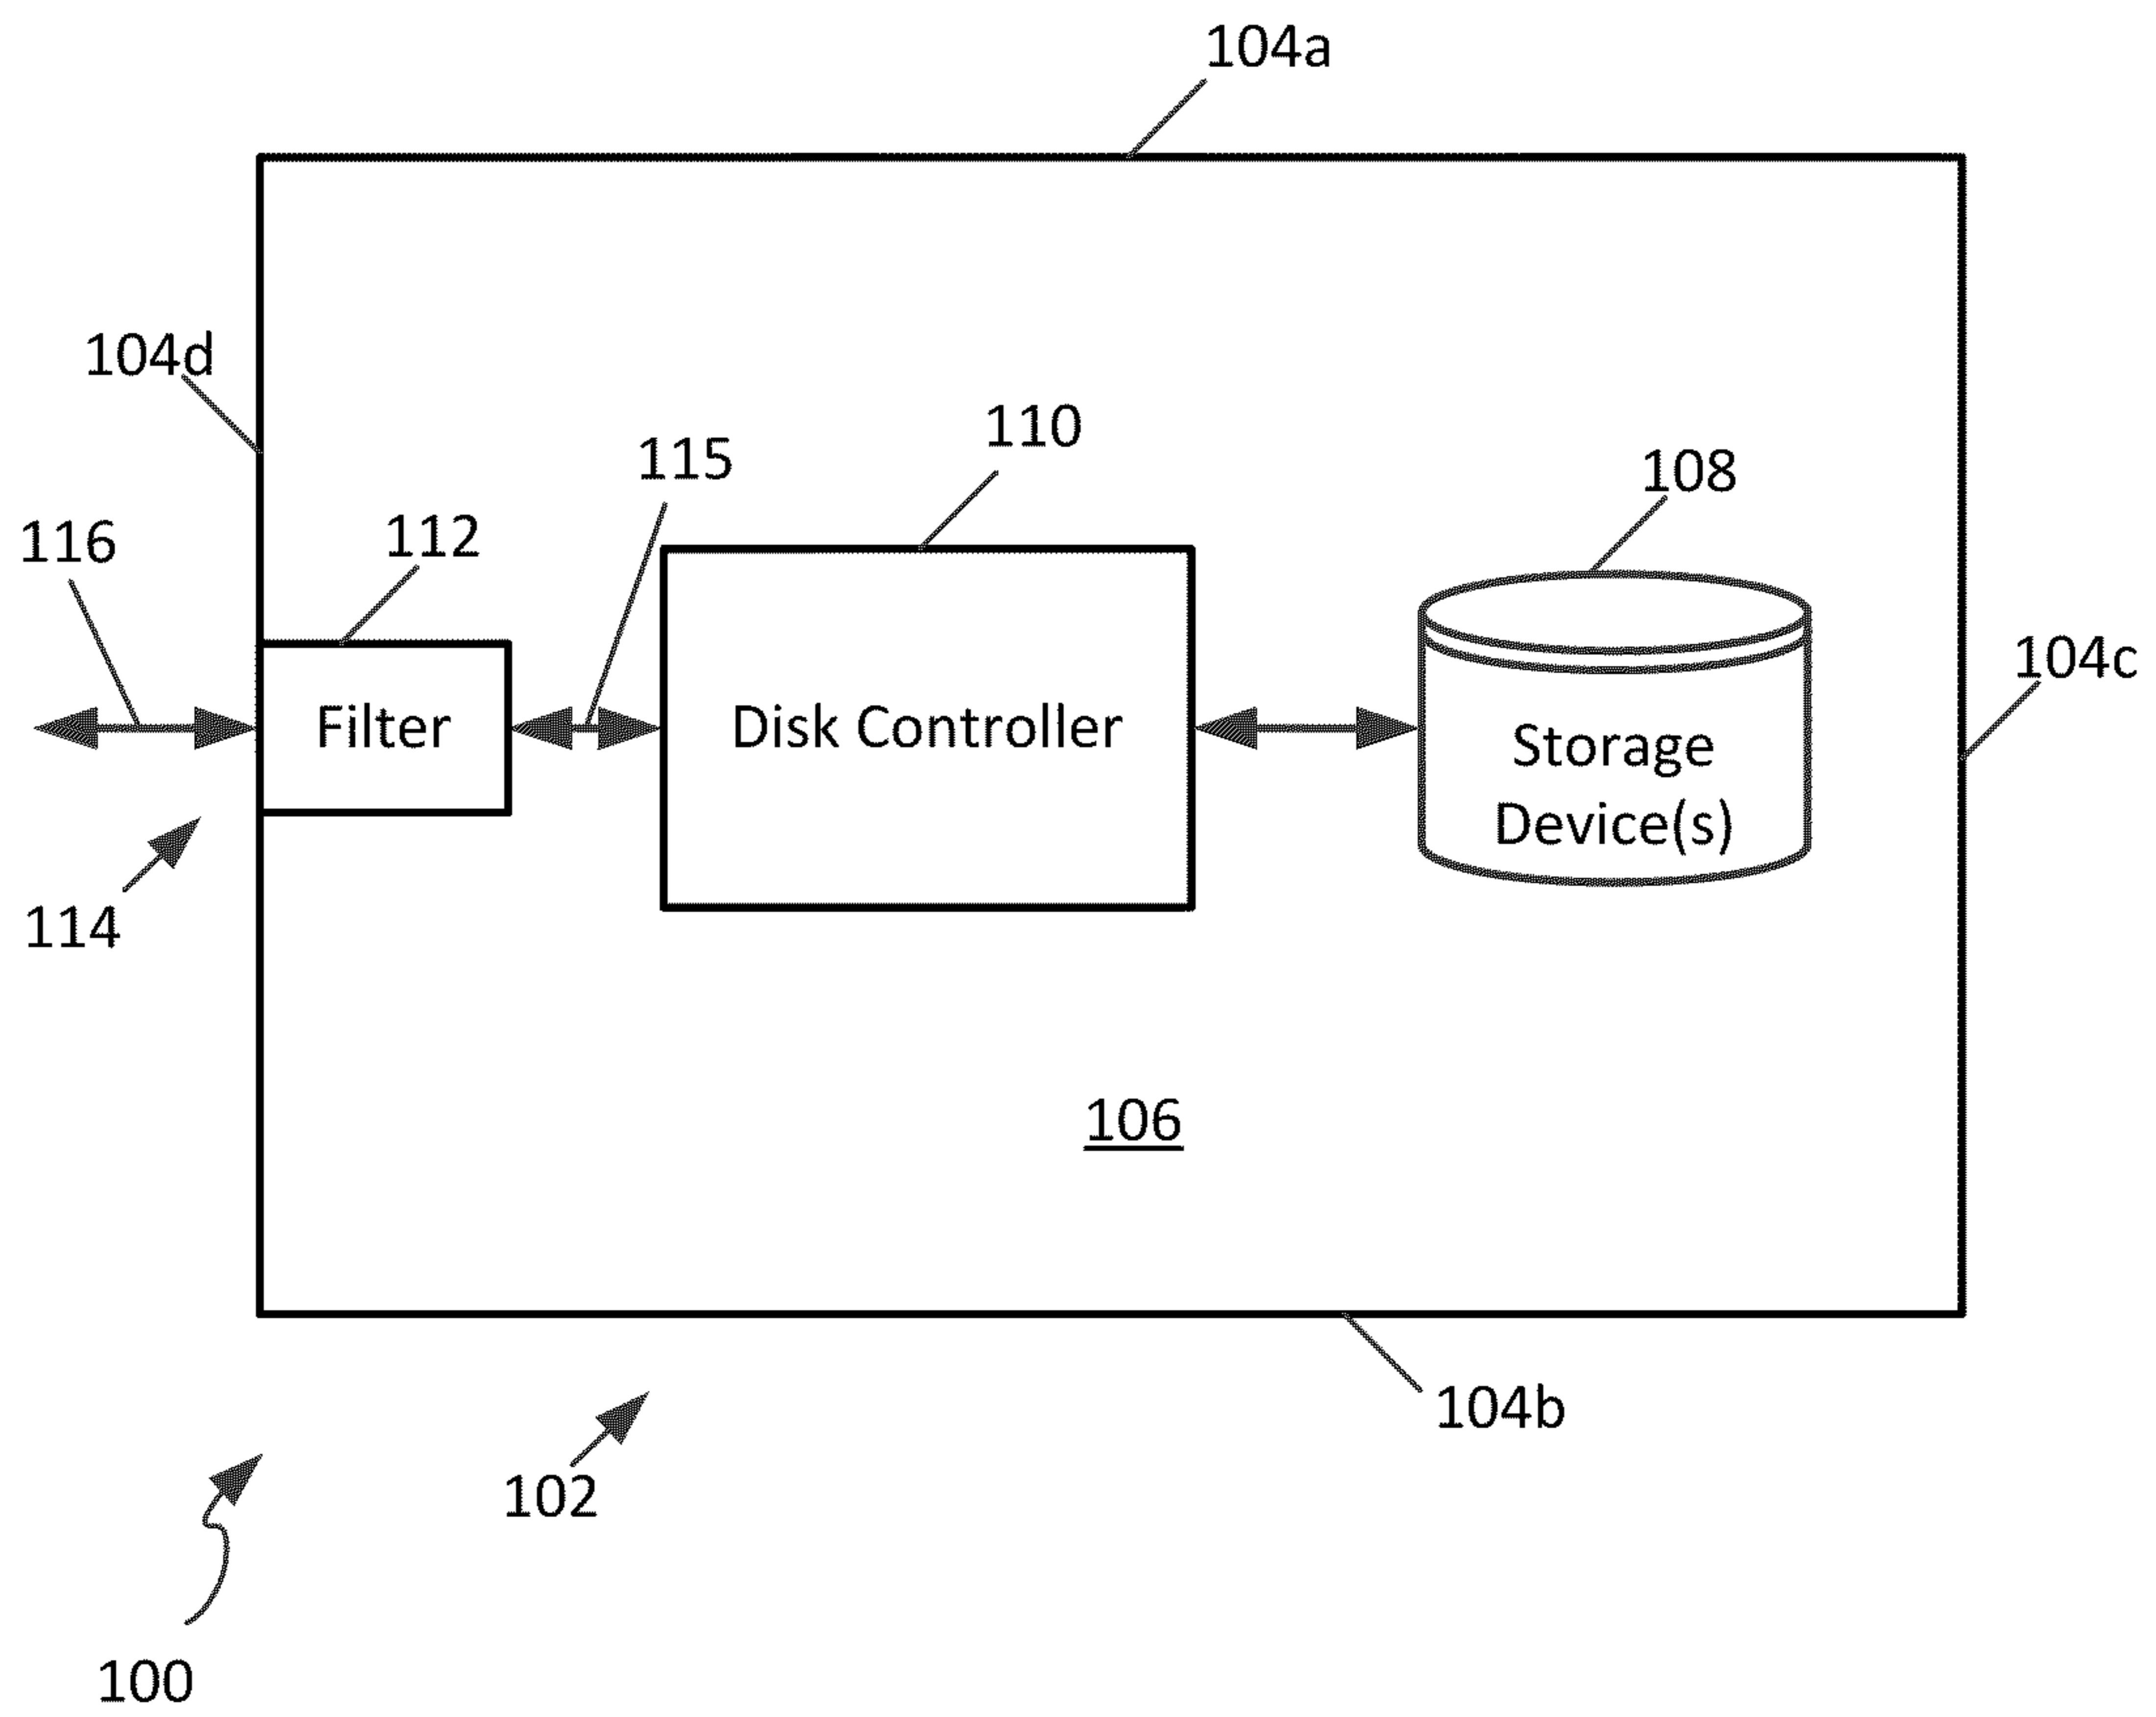 104a
104d
110
115
108
112
116
104c
Filter
Disk Controller
Storage
Device(s)
114
106
104b
102
100